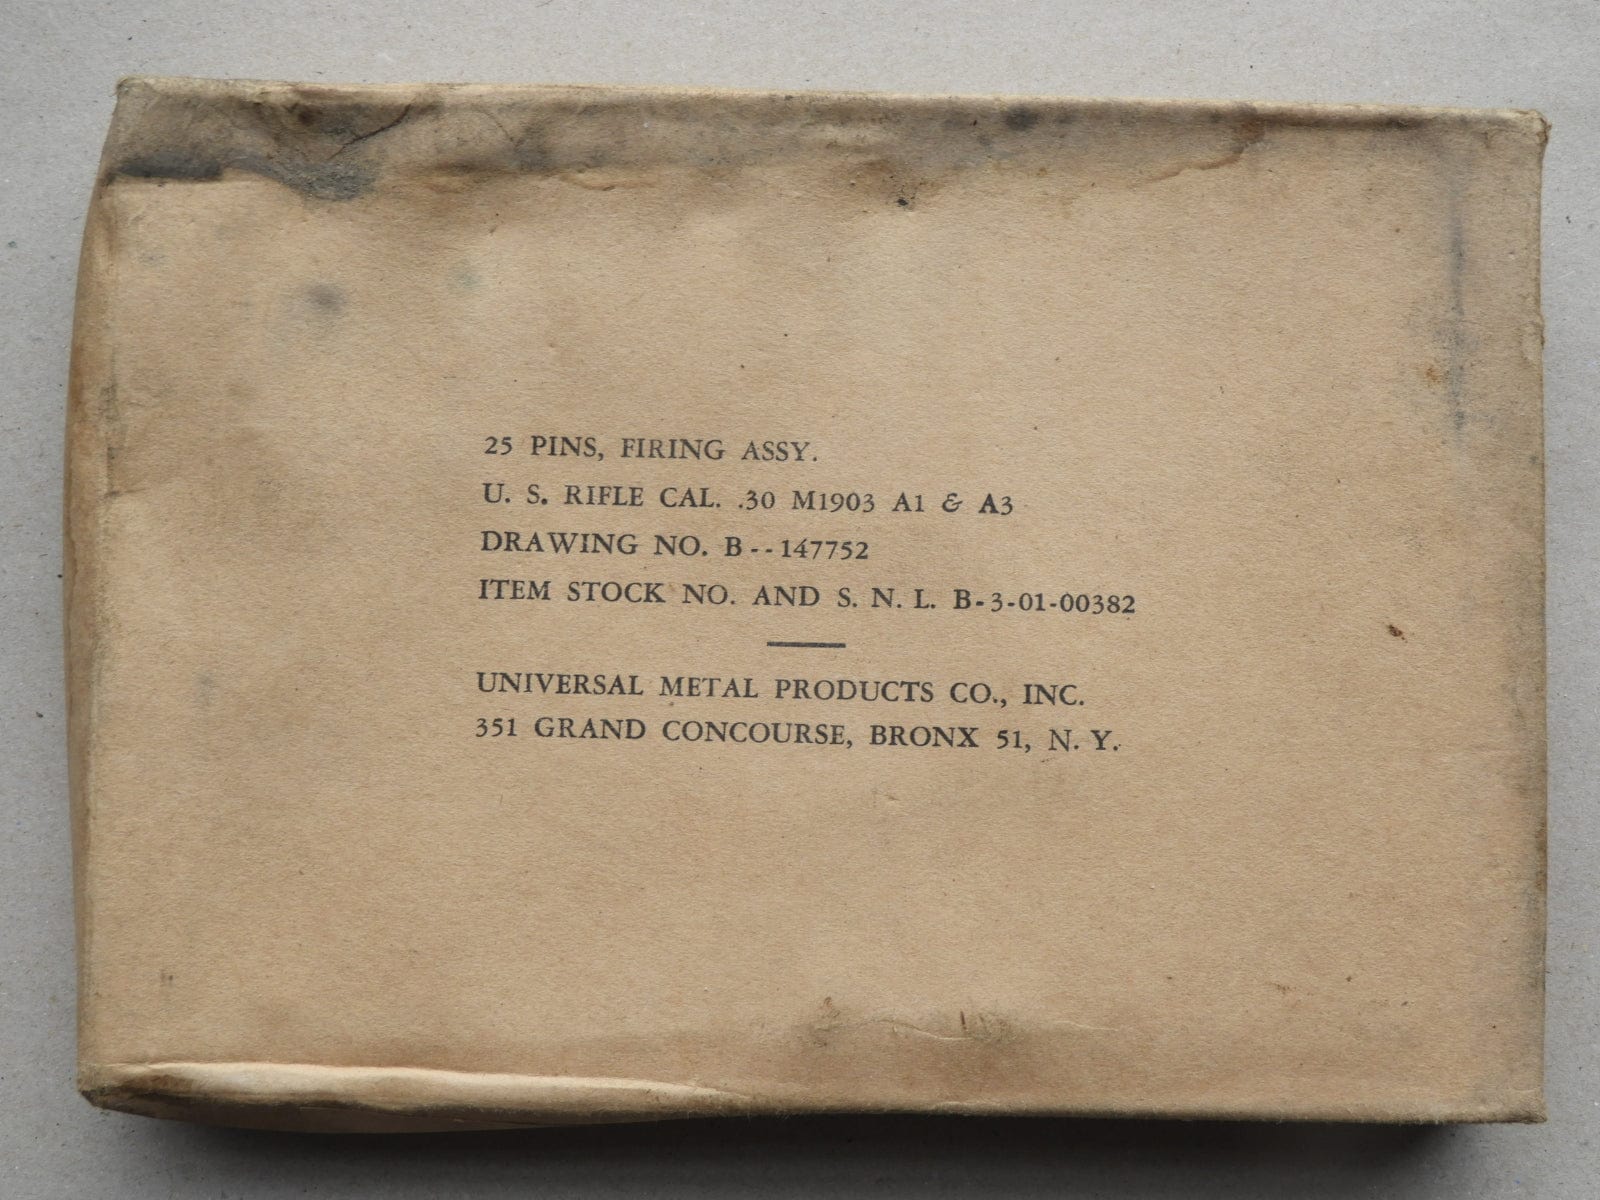 25 PINS, FIRING ASSY.
U. S. RIFLE CAL. .30 M1903 A1 & A3
DRAWING NO. B--147752
ITEM STOCK NO. AND S. N. L. B-3-01-00382
UNIVERSAL METAL PRODUCTS CO., INC.
351 GRAND CONCOURSE, BRONX 51, N. Y.